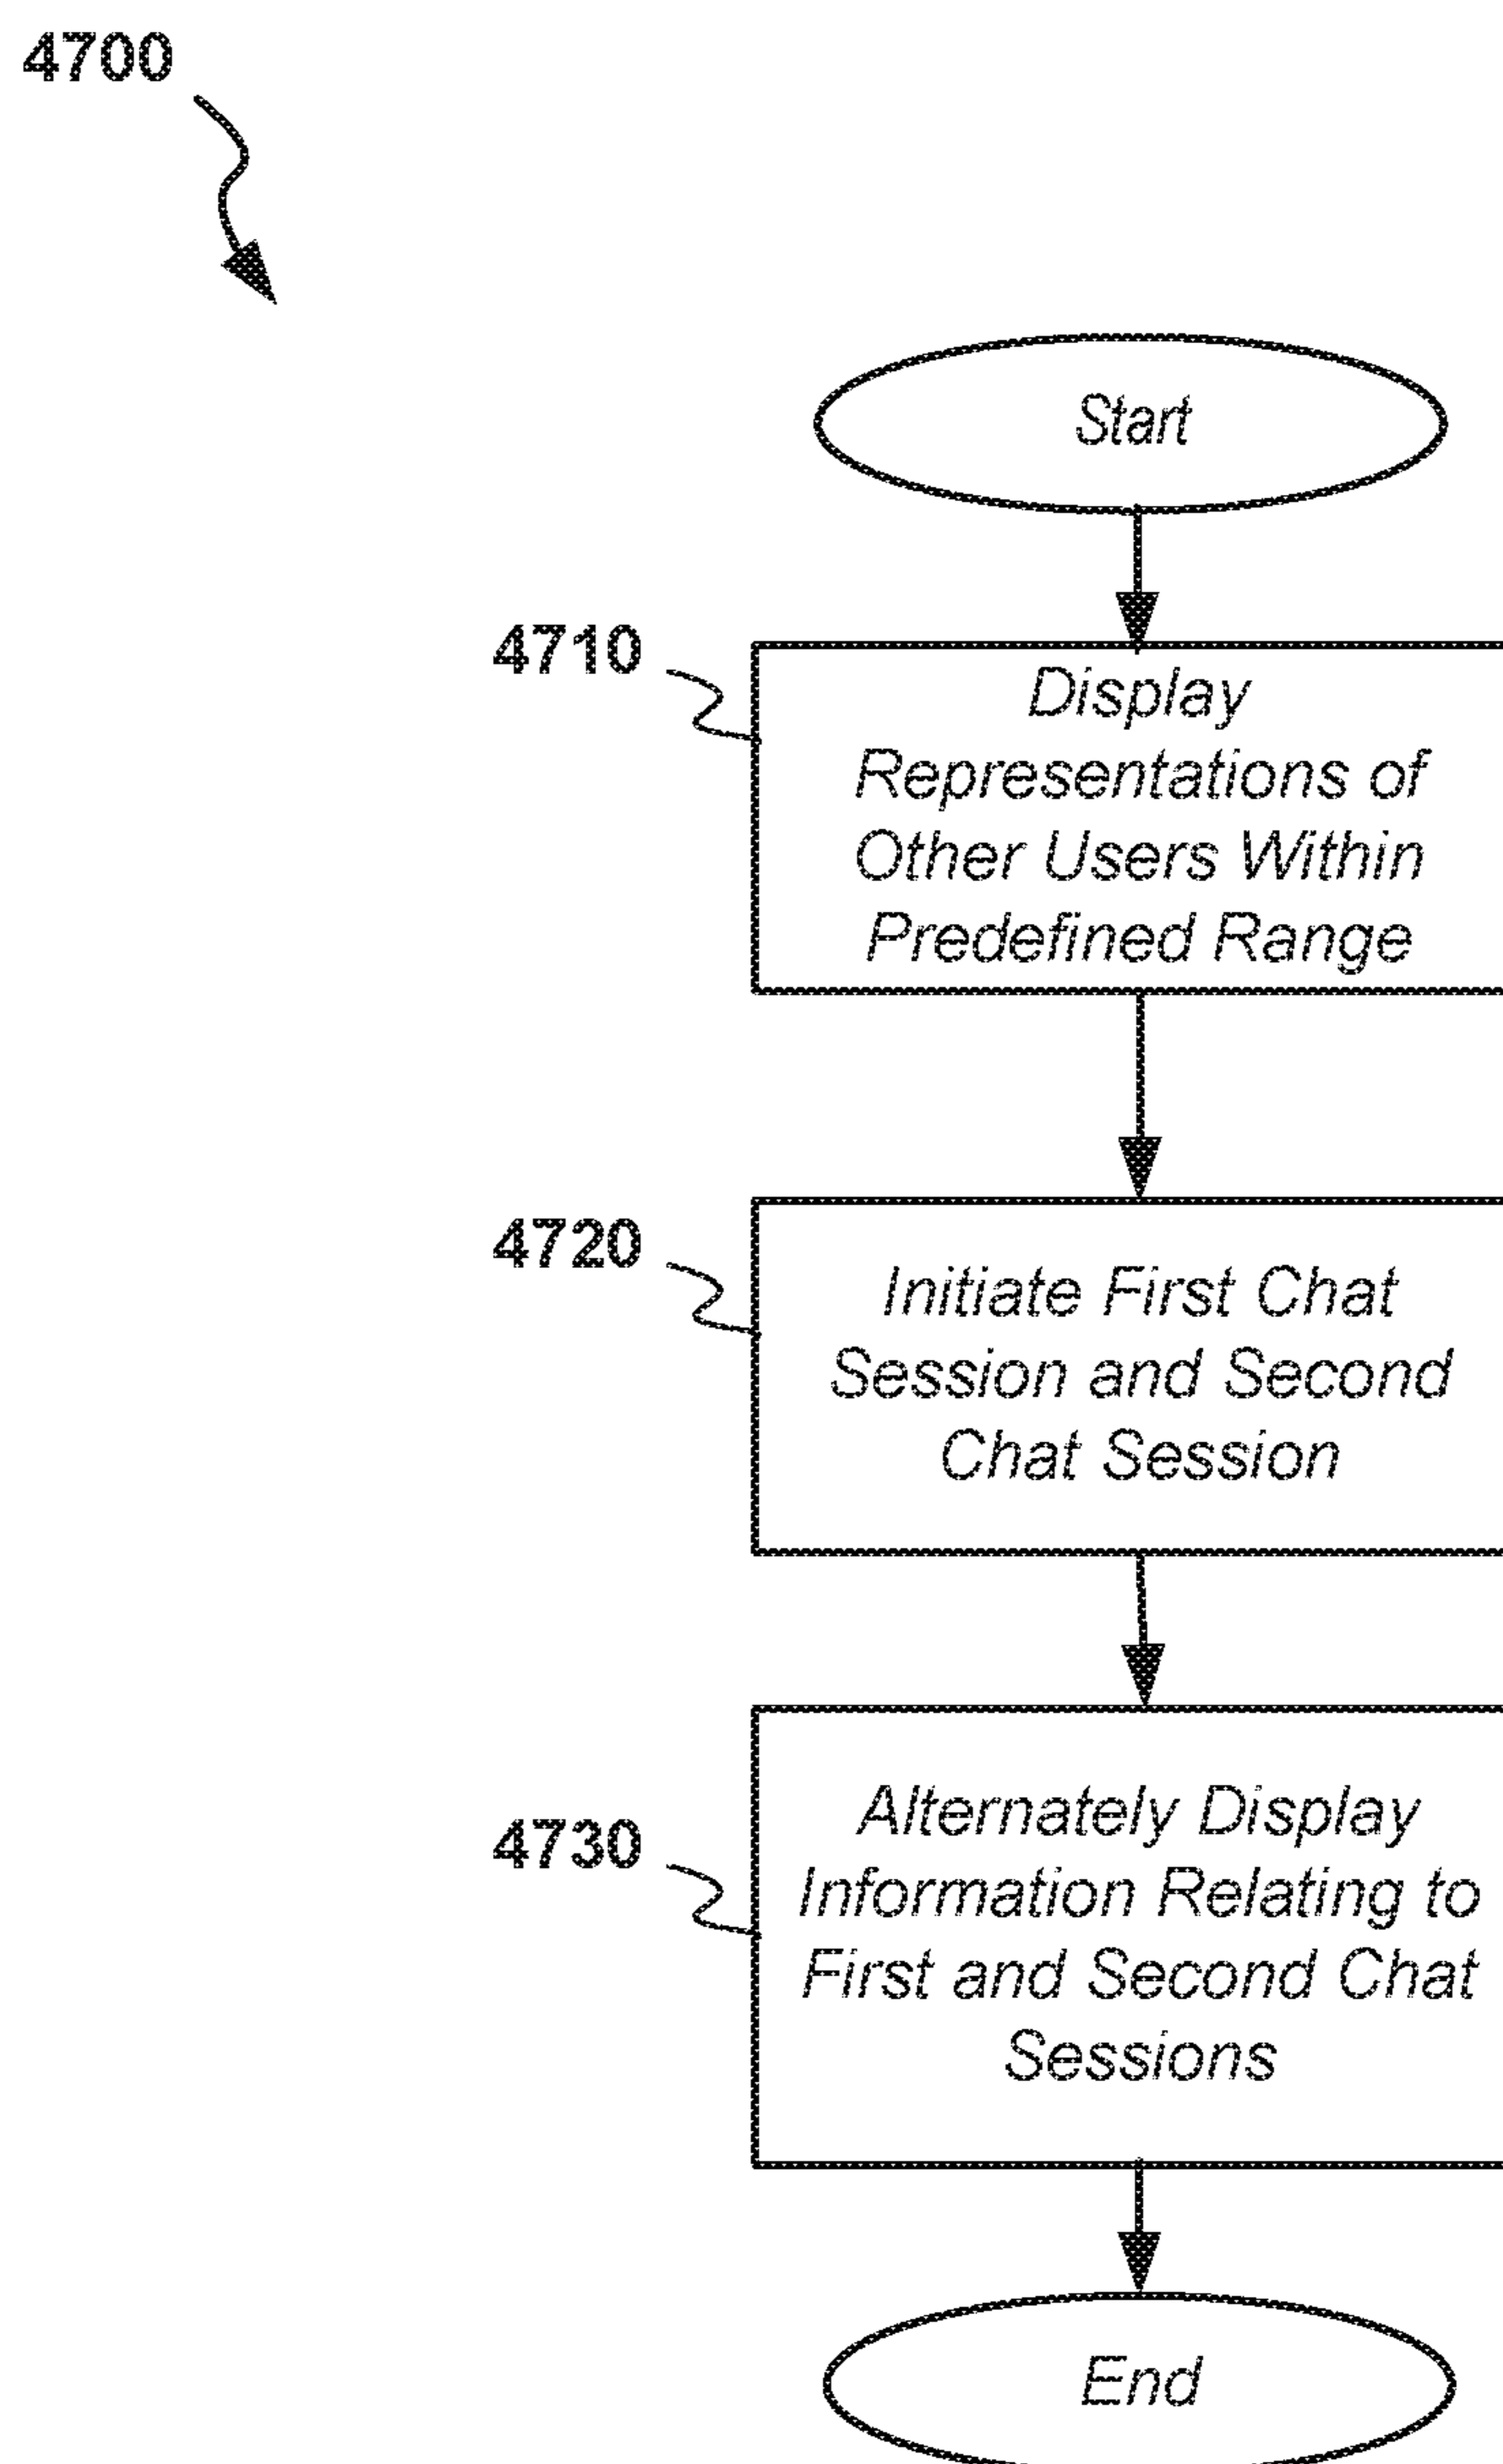 4700
Start
4710
Display
Representations of
Other Users Within
Predefined Range
4720
Initiate First Chat
Session and Second
Chat Session
4730
Alternately Display
Information Relating to
First and Second Chat
Sessions
End